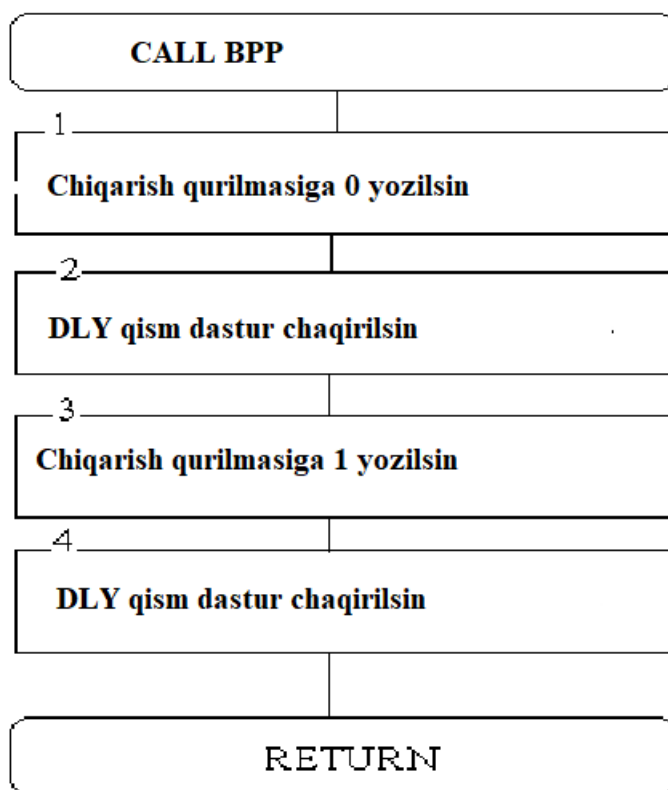 CALL BPP
1
Chiqarish qurilmasiga 0 yozilsin
2
DLY qism dastur chaqirilsin
3
Chiqarish qurilmasiga 1 yozilsin
4
DLY qism dastur chaqirilsin
RETURN